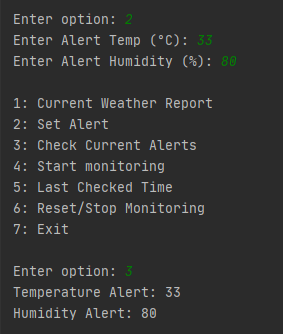 Enter option: 2
Enter Alert Temp (°C): 33
Enter Alert Humidity (%): 80
1: Current Weather Report
2: Set Alert
3: Check Current Alerts
4: Start monitoring
5: Last Checked Time
6: Reset/Stop Monitoring
7: Exit
Enter option: 3
Temperature Alert: 33
Humidity Alert: 80